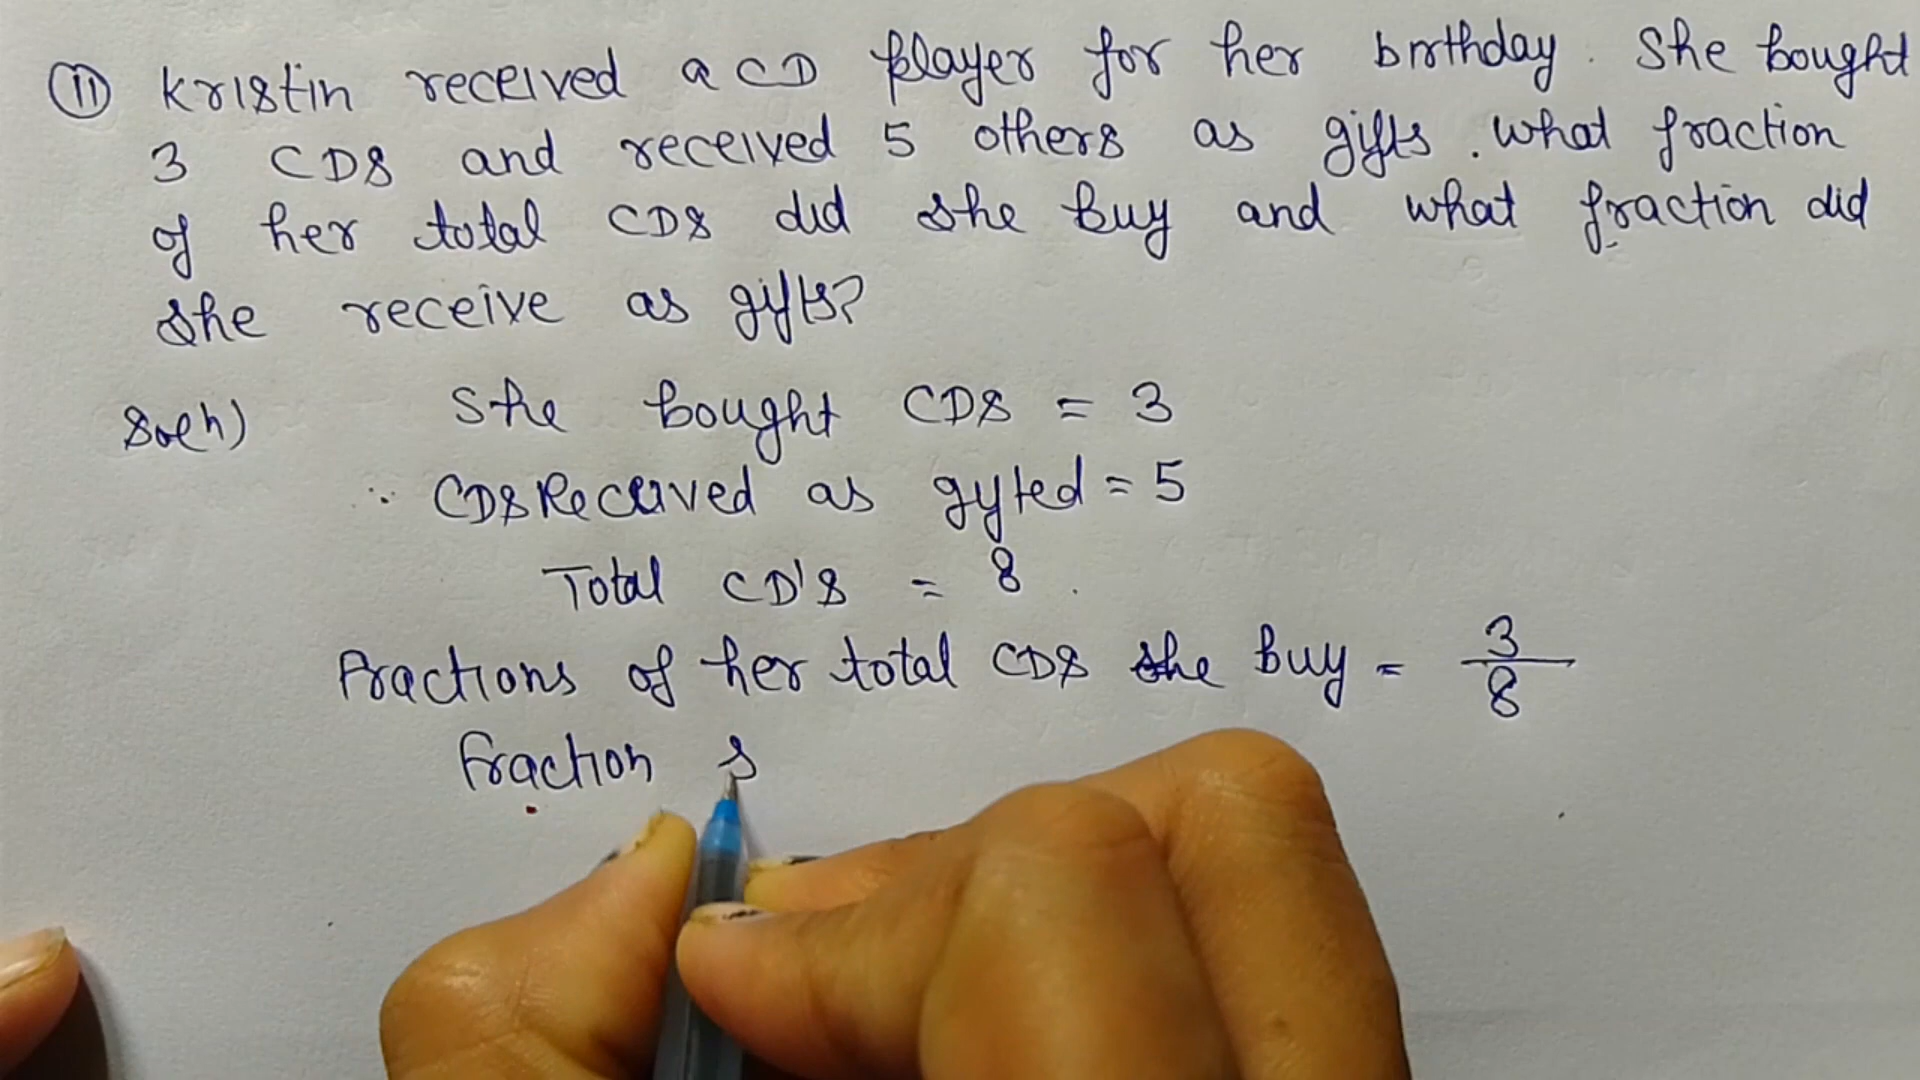 11 Kristin received a CD player for her birthday. She bought
3 CDs and received 5 others as gifts. what fraction
of her total CDs did she buy and what fraction did
she receive as gifts?
Soln) She bought CDs = 3
CDs Received as gifted = 5
Total CD's = 8
Fractions of her total CDs she buy = 3/8
fraction s